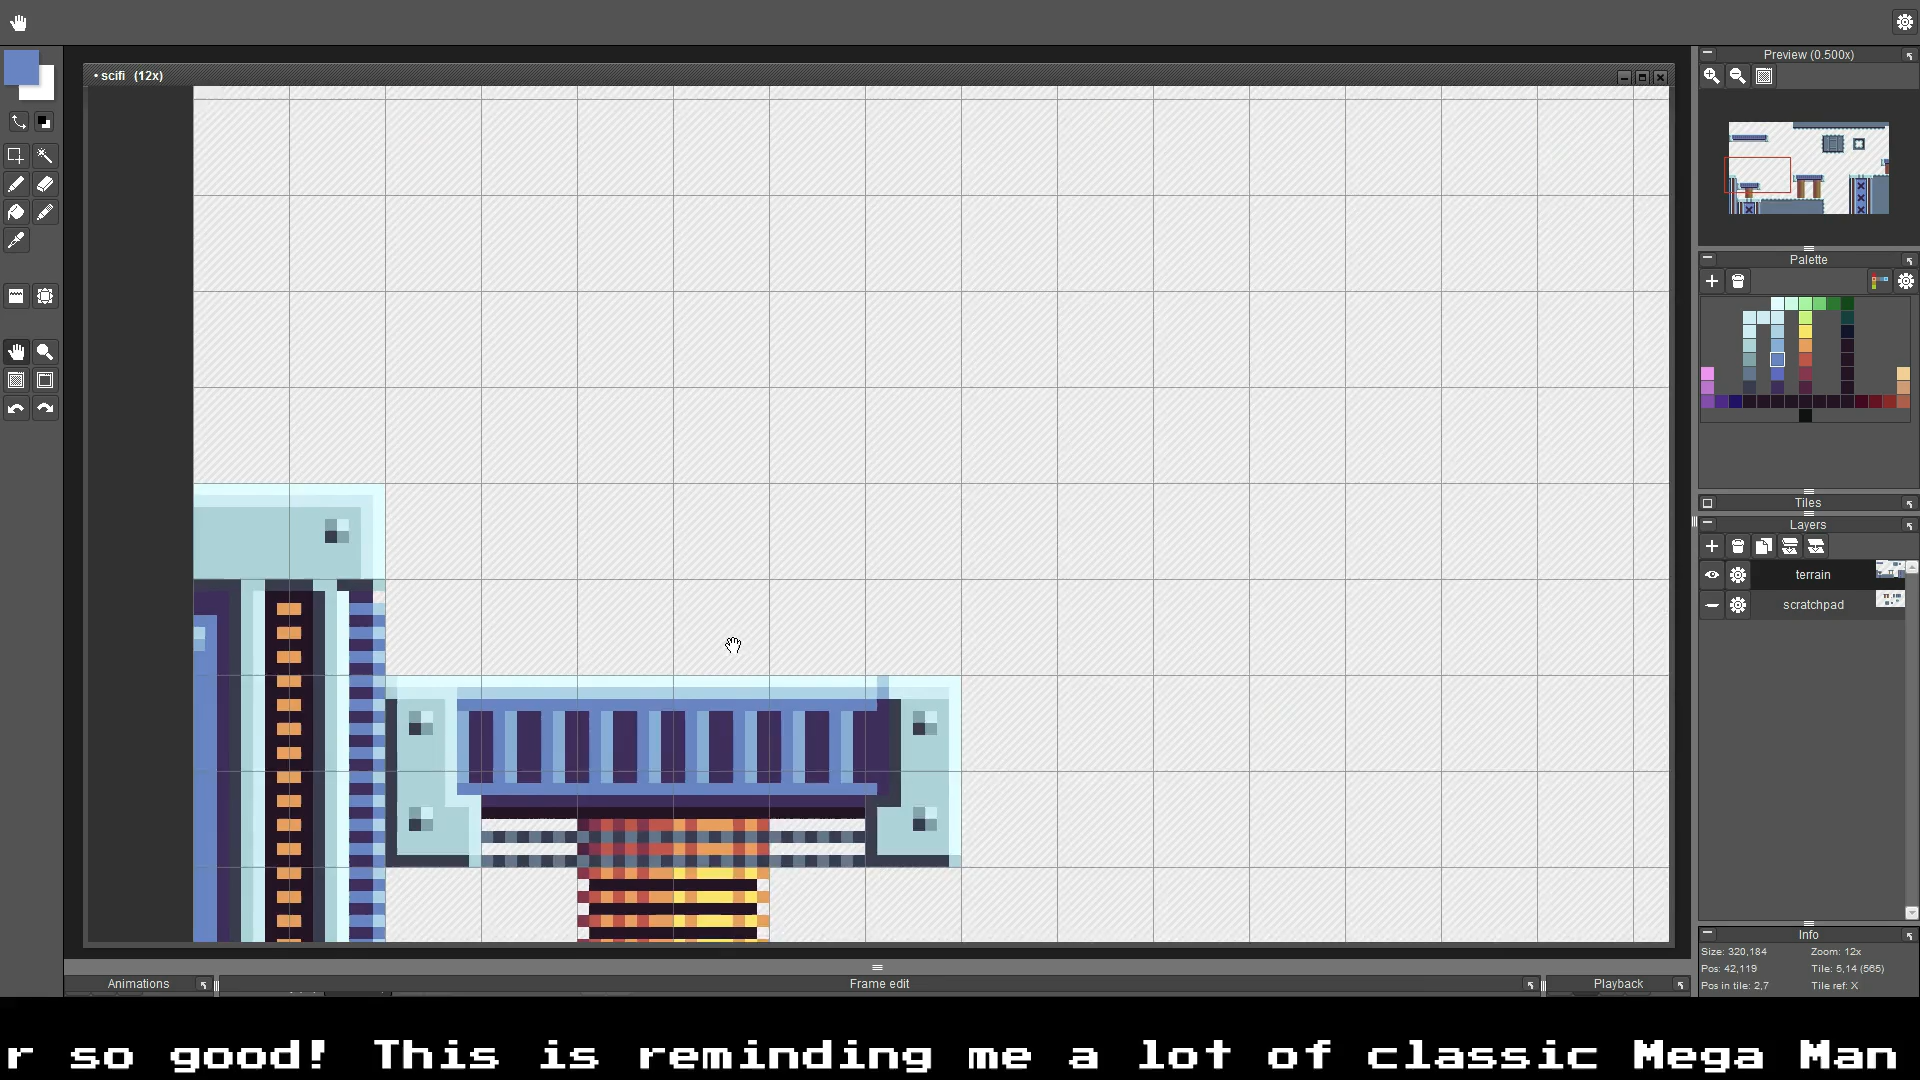 • scifi (12x)
Preview (0.500x)
Palette
Tiles
Layers
terrain
scratchpad
Info
Size: 320,184 Zoom: 12x
Pos: 42,119 Tile: 5,14 (565)
Pos in tile: 2,7 Tile ref: X
Animations Frame edit Playback
r so good! This is reminding me a lot of classic Mega Man